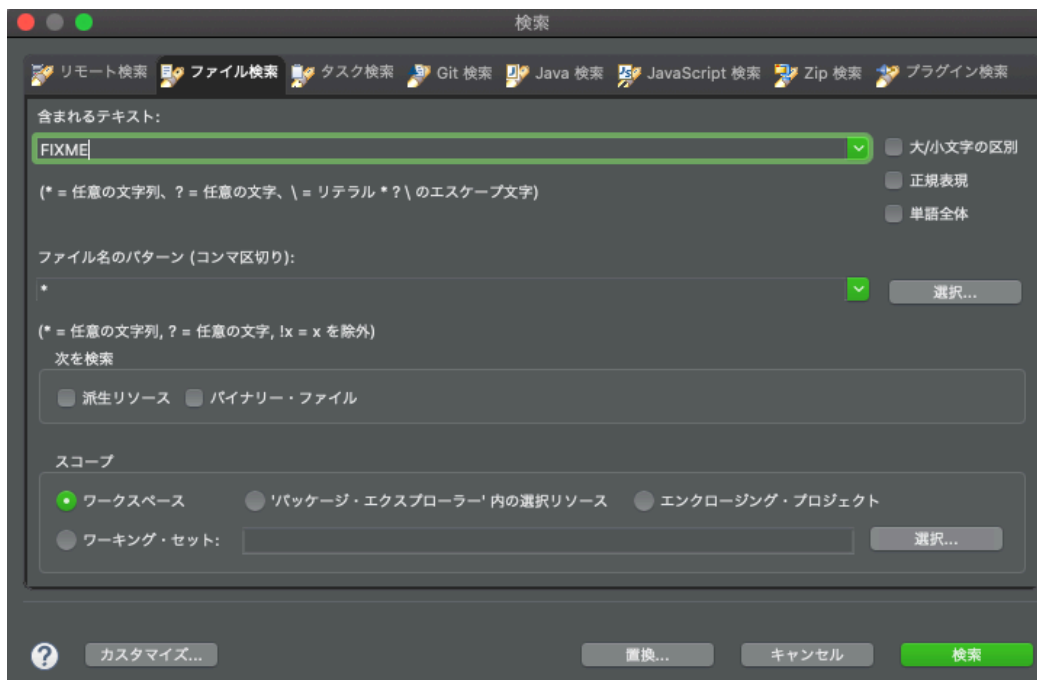 検索
リモート検索 ファイル検索 タスク検索 Git 検索 Java 検索 JavaScript 検索 Zip 検索 プラグイン検索
含まれるテキスト:
FIXME
大/小文字の区別
(* = 任意の文字列、? = 任意の文字、\ = リテラル * ? \ のエスケープ文字)
正規表現
単語全体
ファイル名のパターン (コンマ区切り):
*
選択...
(* = 任意の文字列, ? = 任意の文字, !x = x を除外)
次を検索
派生リソース バイナリー・ファイル
スコープ
ワークスペース 'パッケージ・エクスプローラー' 内の選択リソース エンクロージング・プロジェクト
ワーキング・セット: 選択...
? カスタマイズ... 置換... キャンセル 検索